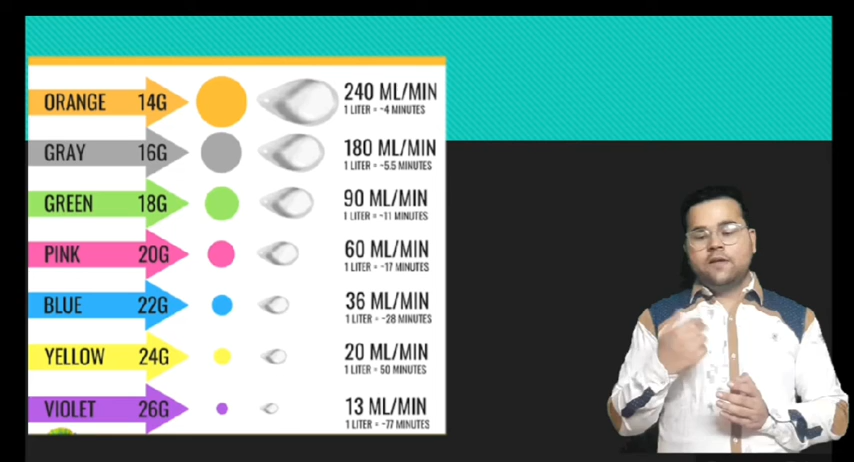 ORANGE 14G 240 ML/MIN
1 LITER = ~4 MINUTES
GRAY 16G 180 ML/MIN
1 LITER = ~5.5 MINUTES
GREEN 18G 90 ML/MIN
1 LITER = ~11 MINUTES
PINK 20G 60 ML/MIN
1 LITER = ~17 MINUTES
BLUE 22G 36 ML/MIN
1 LITER = ~28 MINUTES
YELLOW 24G 20 ML/MIN
1 LITER = 50 MINUTES
VIOLET 26G 13 ML/MIN
1 LITER = ~77 MINUTES